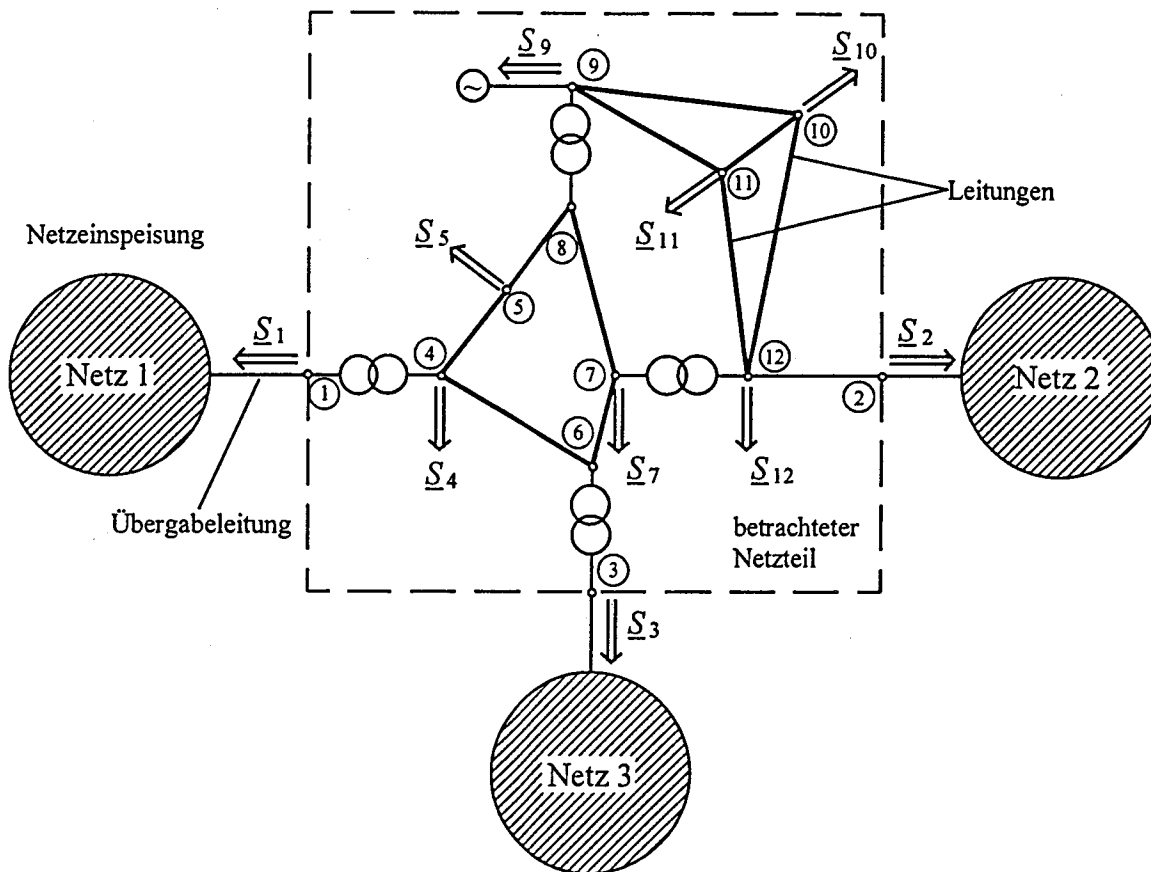 S9
9
S10
~
10
11
Leitungen
S11
Netzeinspeisung
S5
8
5
S1
4
7
12
S2
Netz 1
1
2
Netz 2
6
S4
S7
S12
Übergabeleitung
betrachteter
Netzteil
3
S3
Netz 3